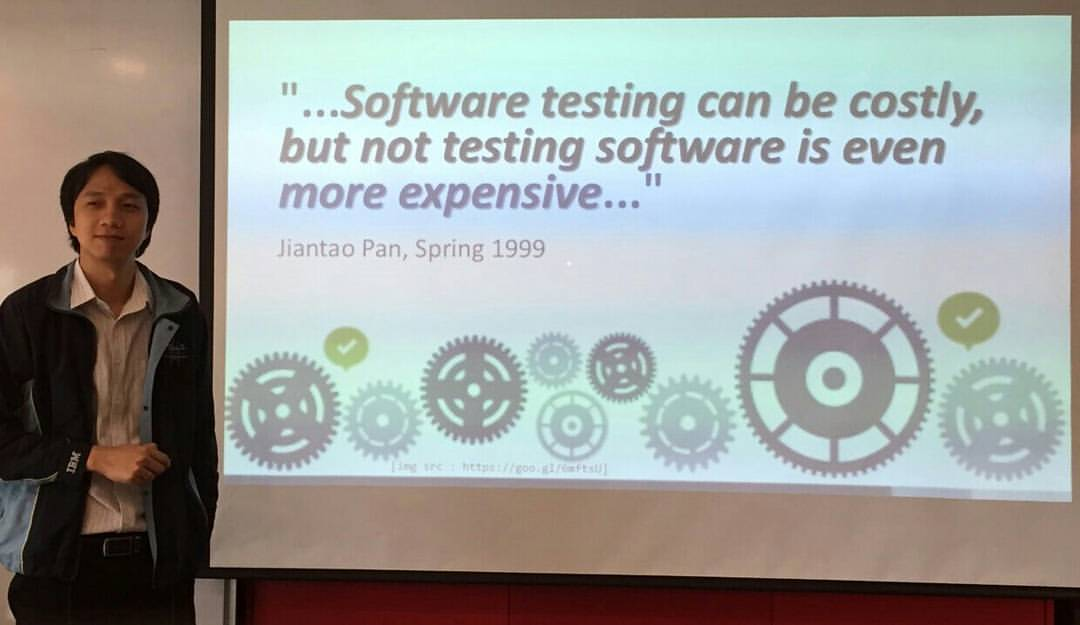 "...Software testing can be costly,
but not testing software is even
more expensive..."
Jiantao Pan, Spring 1999
[img src : https://goo.gl/6mftsU]
IBM